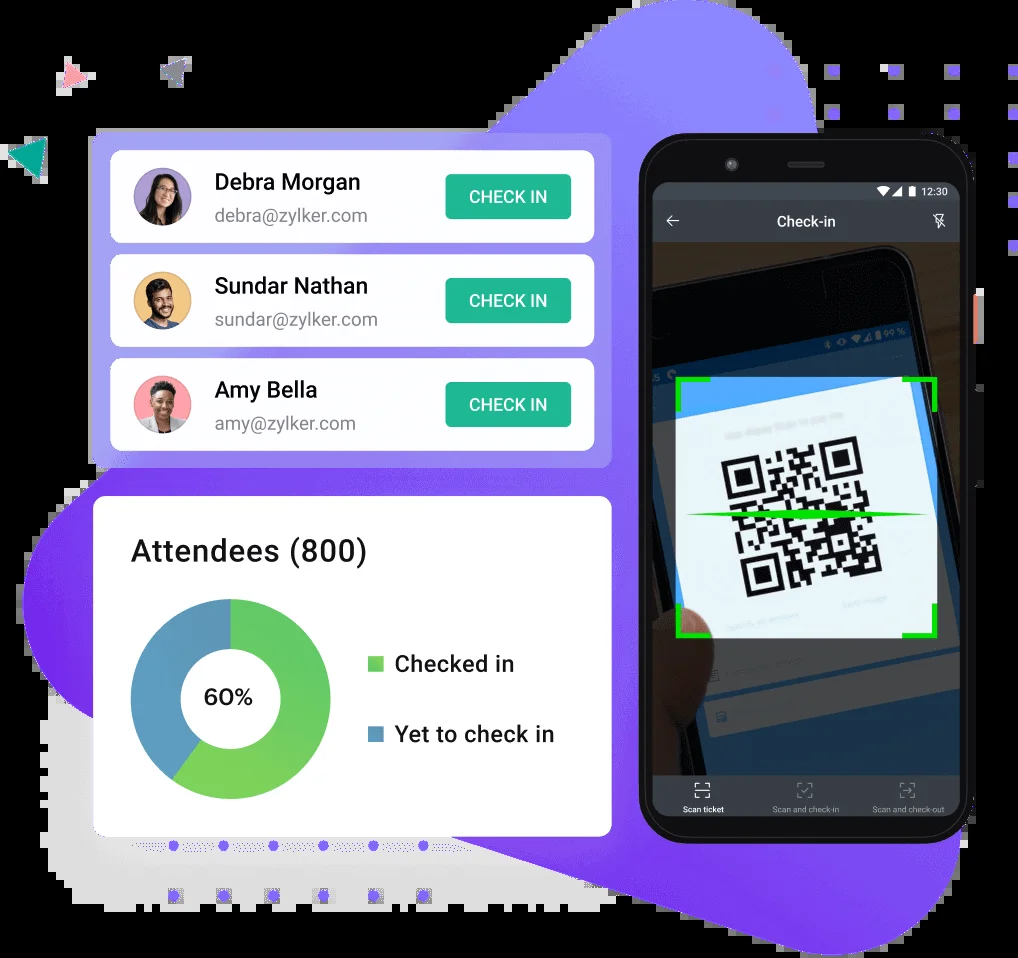 Debra Morgan
debra@zylker.com
CHECK IN
Sundar Nathan
sundar@zylker.com
CHECK IN
Amy Bella
amy@zylker.com
CHECK IN
Attendees (800)
60%
Checked in
Yet to check in
12:30
Check-in
99 %
Scan ticket
Scan and check-in
Scan and check-out